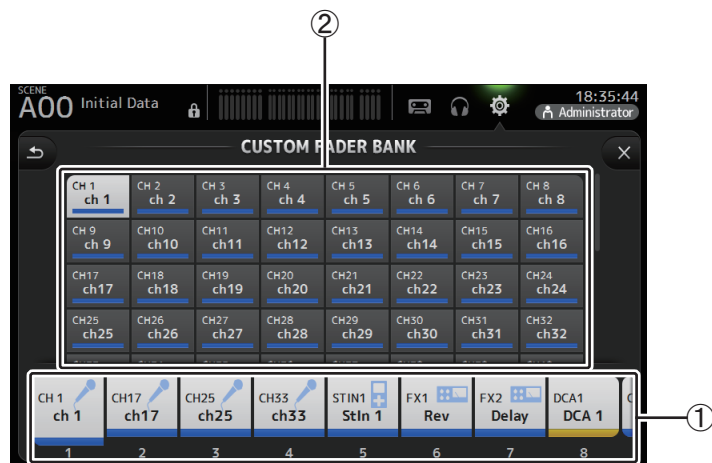 ②
SCENE
A00 Initial Data
18:35:44
Administrator
CUSTOM FADER BANK
CH 1 CH 2 CH 3 CH 4 CH 5 CH 6 CH 7 CH 8
ch 1 ch 2 ch 3 ch 4 ch 5 ch 6 ch 7 ch 8
CH 9 CH10 CH11 CH12 CH13 CH14 CH15 CH16
ch 9 ch10 ch11 ch12 ch13 ch14 ch15 ch16
CH17 CH18 CH19 CH20 CH21 CH22 CH23 CH24
ch17 ch18 ch19 ch20 ch21 ch22 ch23 ch24
CH25 CH26 CH27 CH28 CH29 CH30 CH31 CH32
ch25 ch26 ch27 ch28 ch29 ch30 ch31 ch32
CH 1 CH17 CH25 CH33 STIN1 FX1 FX2 DCA1
ch 1 ch17 ch25 ch33 StIn 1 Rev Delay DCA 1
1 2 3 4 5 6 7 8
①